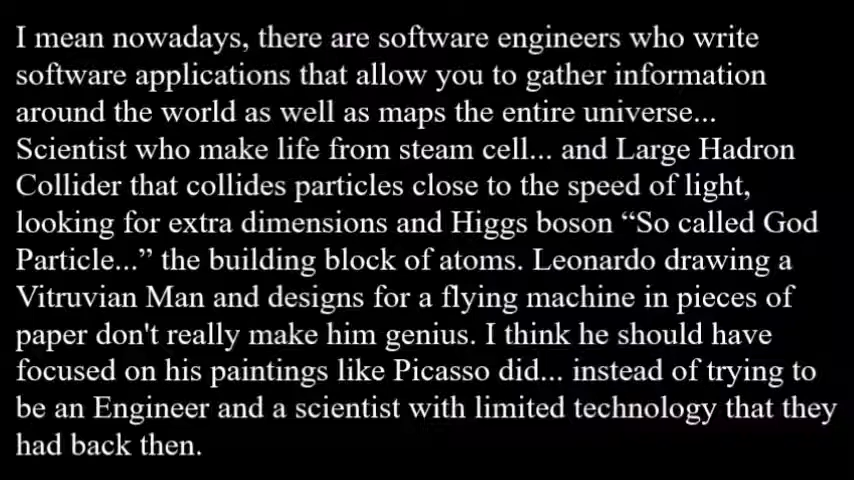 I mean nowadays, there are software engineers who write
software applications that allow you to gather information
around the world as well as maps the entire universe...
Scientist who make life from steam cell... and Large Hadron
Collider that collides particles close to the speed of light,
looking for extra dimensions and Higgs boson “So called God
Particle...” the building block of atoms. Leonardo drawing a
Vitruvian Man and designs for a flying machine in pieces of
paper don't really make him genius. I think he should have
focused on his paintings like Picasso did... instead of trying to
be an Engineer and a scientist with limited technology that they
had back then.